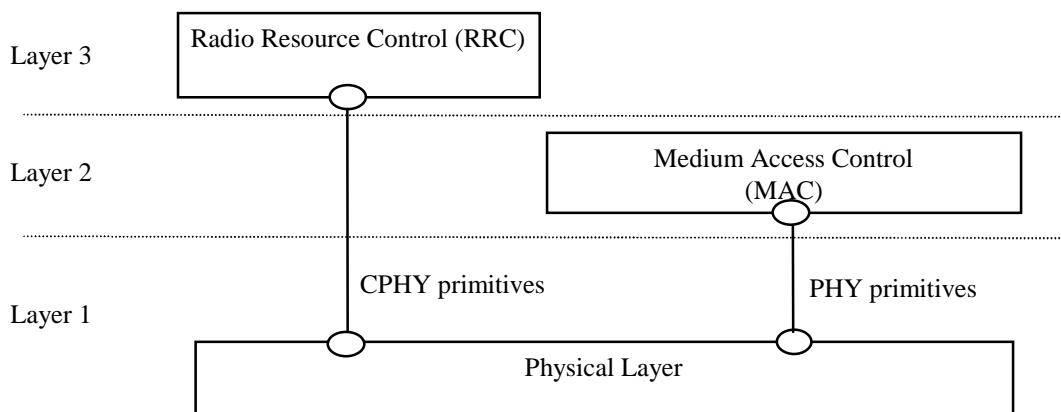 Radio Resource Control (RRC)
Layer 3
Medium Access Control
(MAC)
Layer 2
CPHY primitives
PHY primitives
Layer 1
Physical Layer